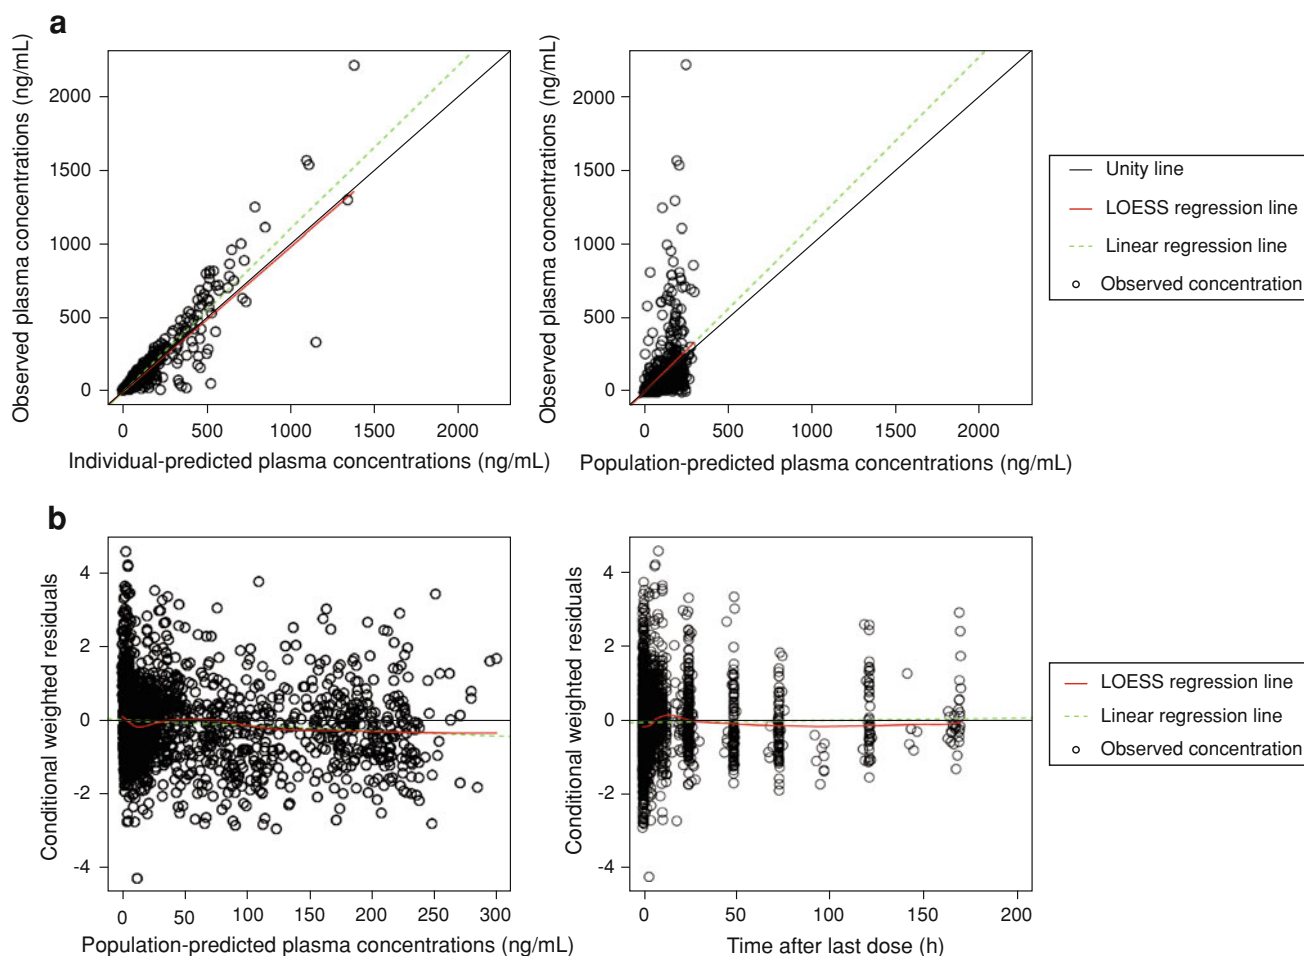 a
Observed plasma concentrations (ng/mL)
2000
1500
1000
500
0
0 500 1000 1500 2000
Individual-predicted plasma concentrations (ng/mL)
Observed plasma concentrations (ng/mL)
2000
1500
1000
500
0
0 500 1000 1500 2000
Population-predicted plasma concentrations (ng/mL)
Unity line
LOESS regression line
Linear regression line
Observed concentration
b
Conditional weighted residuals
4
2
0
-2
-4
0 50 100 150 200 250 300
Population-predicted plasma concentrations (ng/mL)
Conditional weighted residuals
4
2
0
-2
-4
0 50 100 150 200
Time after last dose (h)
LOESS regression line
Linear regression line
Observed concentration